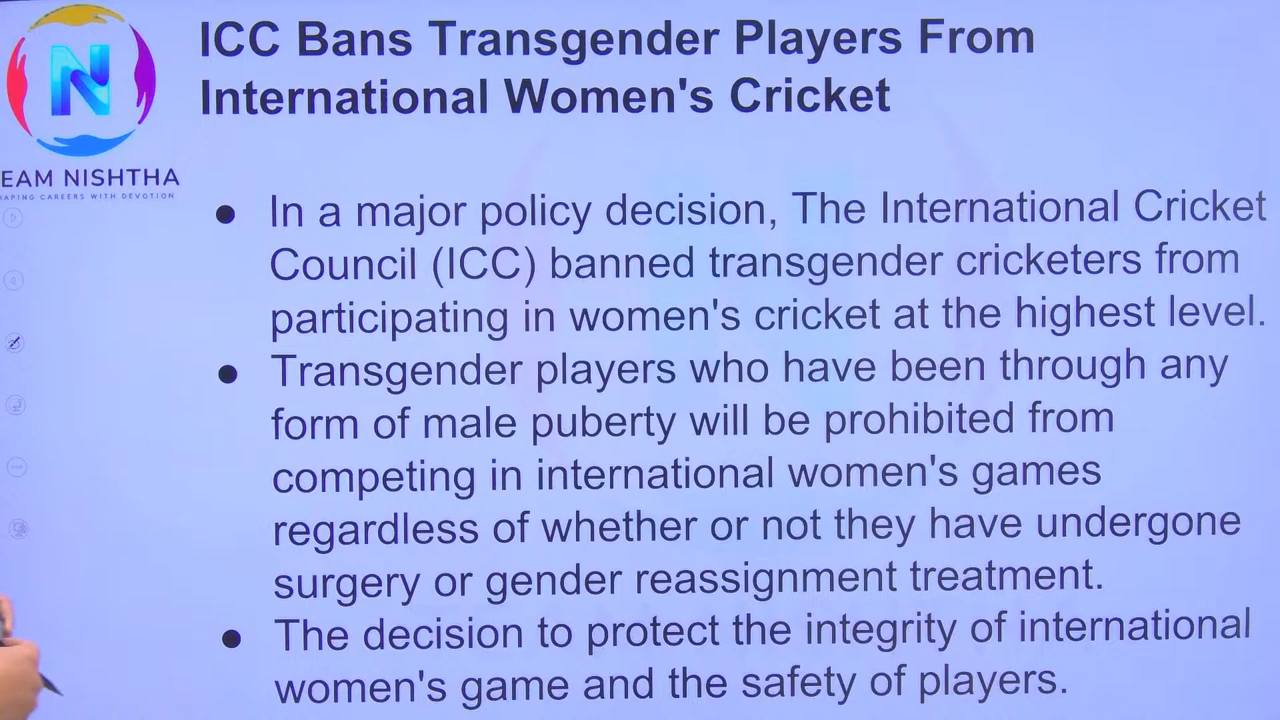 ICC Bans Transgender Players From
International Women's Cricket
N
EAM NISHTHA
APING CAREERS WITH DEVOTION
● In a major policy decision, The International Cricket
Council (ICC) banned transgender cricketers from
participating in women's cricket at the highest level.
● Transgender players who have been through any
form of male puberty will be prohibited from
competing in international women's games
regardless of whether or not they have undergone
surgery or gender reassignment treatment.
● The decision to protect the integrity of international
women's game and the safety of players.